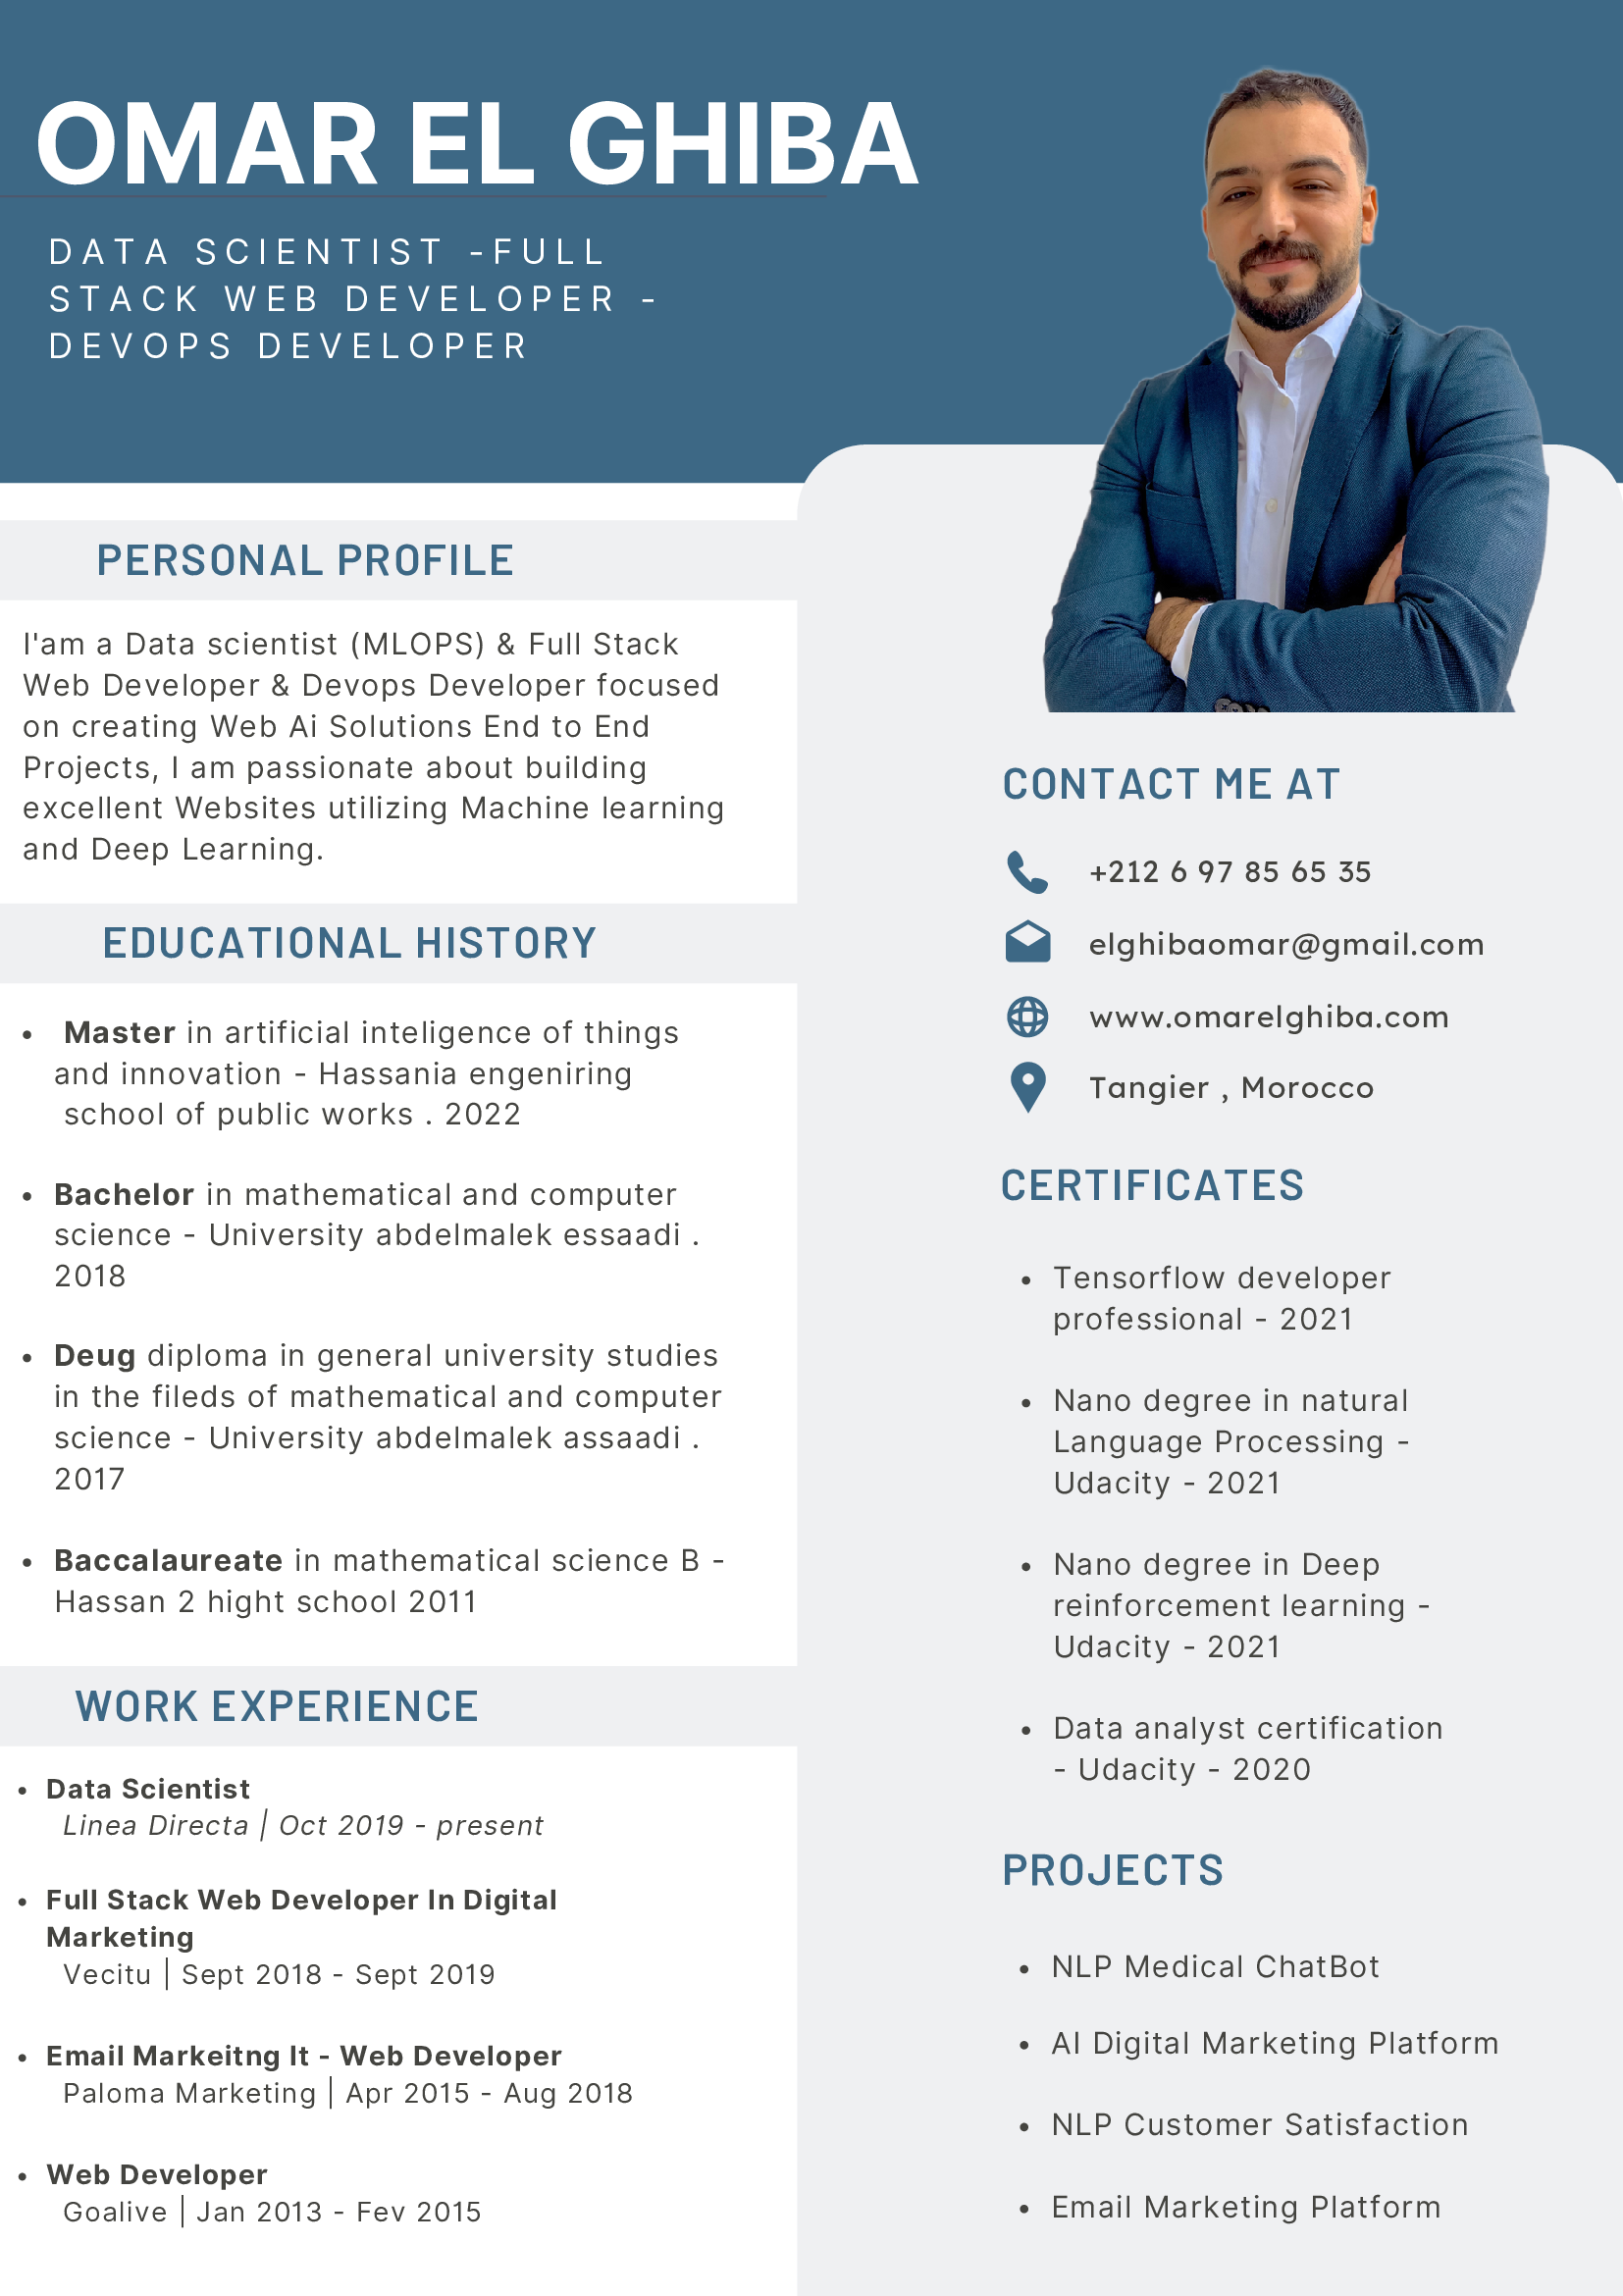 OMAR EL GHIBA
DATA SCIENTIST -FULL
STACK WEB DEVELOPER -
DEVOPS DEVELOPER
PERSONAL PROFILE
I'am a Data scientist (MLOPS) & Full Stack
Web Developer & Devops Developer focused
on creating Web Ai Solutions End to End
Projects, I am passionate about building
excellent Websites utilizing Machine learning
and Deep Learning.
EDUCATIONAL HISTORY
• Master in artificial inteligence of things
and innovation - Hassania engeniring
school of public works . 2022
• Bachelor in mathematical and computer
science - University abdelmalek essaadi .
2018
• Deug diploma in general university studies
in the fileds of mathematical and computer
science - University abdelmalek assaadi .
2017
• Baccalaureate in mathematical science B -
Hassan 2 hight school 2011
WORK EXPERIENCE
• Data Scientist
Linea Directa | Oct 2019 - present
• Full Stack Web Developer In Digital
Marketing
Vecitu | Sept 2018 - Sept 2019
• Email Markeitng It - Web Developer
Paloma Marketing | Apr 2015 - Aug 2018
• Web Developer
Goalive | Jan 2013 - Fev 2015
CONTACT ME AT
+212 6 97 85 65 35
elghibaomar@gmail.com
www.omarelghiba.com
Tangier , Morocco
CERTIFICATES
• Tensorflow developer
professional - 2021
• Nano degree in natural
Language Processing -
Udacity - 2021
• Nano degree in Deep
reinforcement learning -
Udacity - 2021
• Data analyst certification
- Udacity - 2020
PROJECTS
• NLP Medical ChatBot
• AI Digital Marketing Platform
• NLP Customer Satisfaction
• Email Marketing Platform